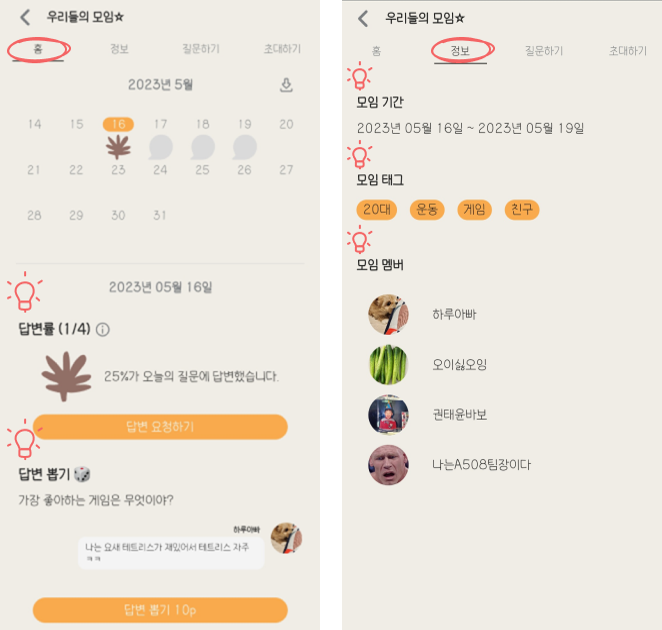 우리들의 모임☆
홈 정보 질문하기 초대하기
2023년 5월
14 15 16 17 18 19 20
21 22 23 24 25 26 27
28 29 30 31
2023년 05월 16일
답변률 (1/4)
25%가 오늘의 질문에 답변했습니다.
답변 요청하기
답변 뽑기
가장 좋아하는 게임은 무엇이야?
하루아빠
나는 요새 테트리스가 재밌어서 테트리스 자주
ㅋㅋ
답변 뽑기 10p
우리들의 모임☆
홈 정보 질문하기 초대하기
모임 기간
2023년 05월 16일 ~ 2023년 05월 19일
모임 태그
20대 운동 게임 친구
모임 멤버
하루아빠
오이싫오잉
권태윤바보
나는A508팀장이다